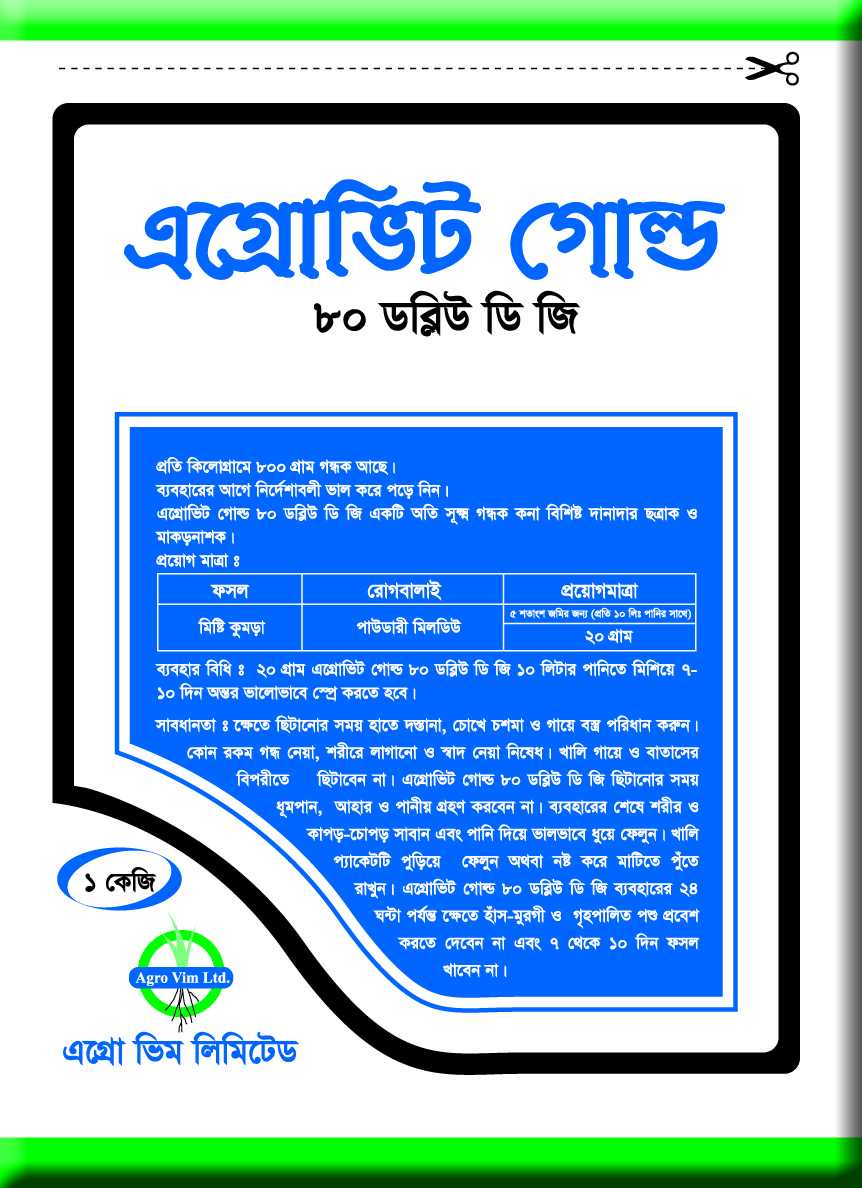 এগ্রোভিট গোল্ড
৮০ ডব্লিউ ডি জি
প্রতি কিলোগ্রামে ৮০০ গ্রাম গন্ধক আছে।
ব্যবহারের আগে নির্দেশাবলী ভাল করে পড়ে নিন।
এগ্রোভিট গোল্ড ৮০ ডব্লিউ ডি জি একটি অতি সূক্ষ্ম গন্ধক কনা বিশিষ্ট দানাদার ছত্রাক ও
মাকড়নাশক।
প্রয়োগ মাত্রা ঃ
ফসল রোগবালাই প্রয়োগমাত্রা
৫ শতাংশ জমির জন্য (প্রতি ১০ লিঃ পানির সাথে)
মিষ্টি কুমড়া পাউডারী মিলডিউ ২০ গ্রাম
ব্যবহার বিধি ঃ ২০ গ্রাম এগ্রোভিট গোল্ড ৮০ ডব্লিউ ডি জি ১০ লিটার পানিতে মিশিয়ে ৭-
১০ দিন অন্তর ভালোভাবে স্প্রে করতে হবে।
সাবধানতা ঃ ক্ষেতে ছিটানোর সময় হাতে দস্তানা, চোখে চশমা ও গায়ে বস্ত্র পরিধান করুন।
কোন রকম গন্ধ নেয়া, শরীরে লাগানো ও স্বাদ নেয়া নিষেধ। খালি গায়ে ও বাতাসের
বিপরীতে ছিটাবেন না। এগ্রোভিট গোল্ড ৮০ ডব্লিউ ডি জি ছিটানোর সময়
ধূমপান, আহার ও পানীয় গ্রহণ করবেন না। ব্যবহারের শেষে শরীর ও
কাপড়-চোপড় সাবান এবং পানি দিয়ে ভালভাবে ধুয়ে ফেলুন। খালি
প্যাকেটটি পুড়িয়ে ফেলুন অথবা নষ্ট করে মাটিতে পুঁতে
রাখুন। এগ্রোভিট গোল্ড ৮০ ডব্লিউ ডি জি ব্যবহারের ২৪
ঘন্টা পর্যন্ত ক্ষেতে হাঁস-মুরগী ও গৃহপালিত পশু প্রবেশ
করতে দেবেন না এবং ৭ থেকে ১০ দিন ফসল
খাবেন না।
১ কেজি
Agro Vim Ltd.
এগ্রো ভিম লিমিটেড